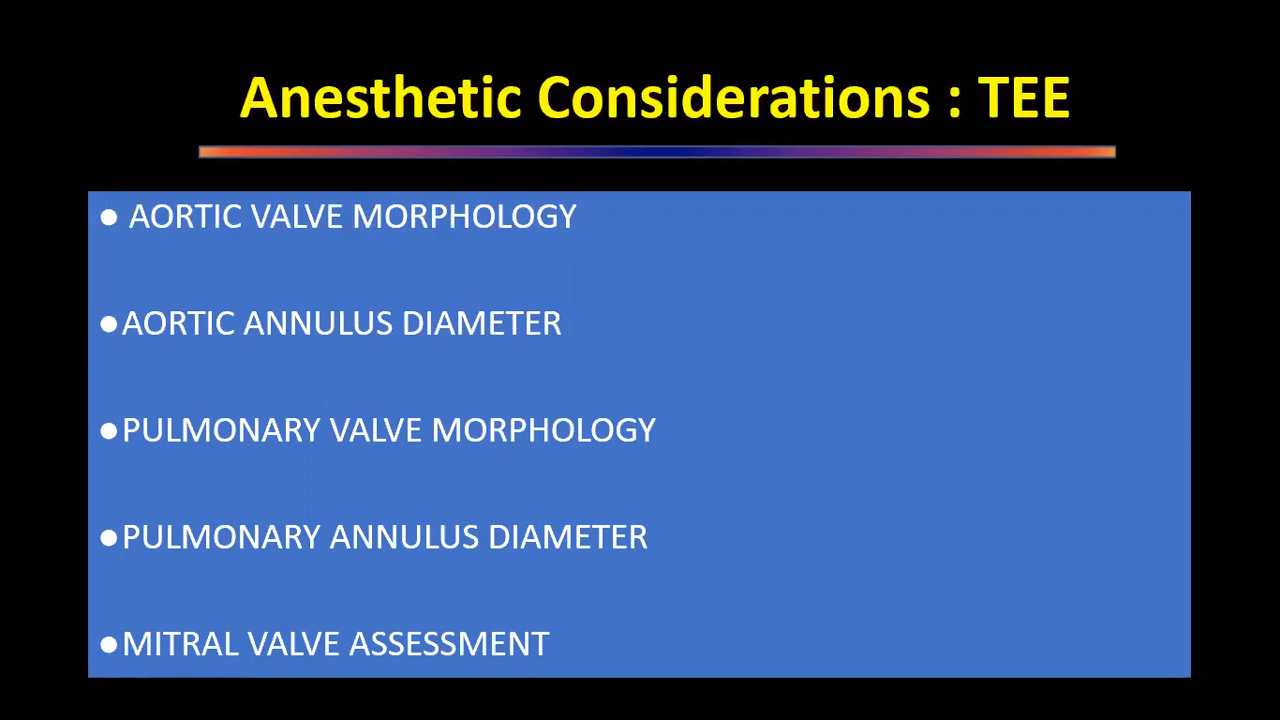 Anesthetic Considerations : TEE
● AORTIC VALVE MORPHOLOGY
●AORTIC ANNULUS DIAMETER
●PULMONARY VALVE MORPHOLOGY
●PULMONARY ANNULUS DIAMETER
●MITRAL VALVE ASSESSMENT